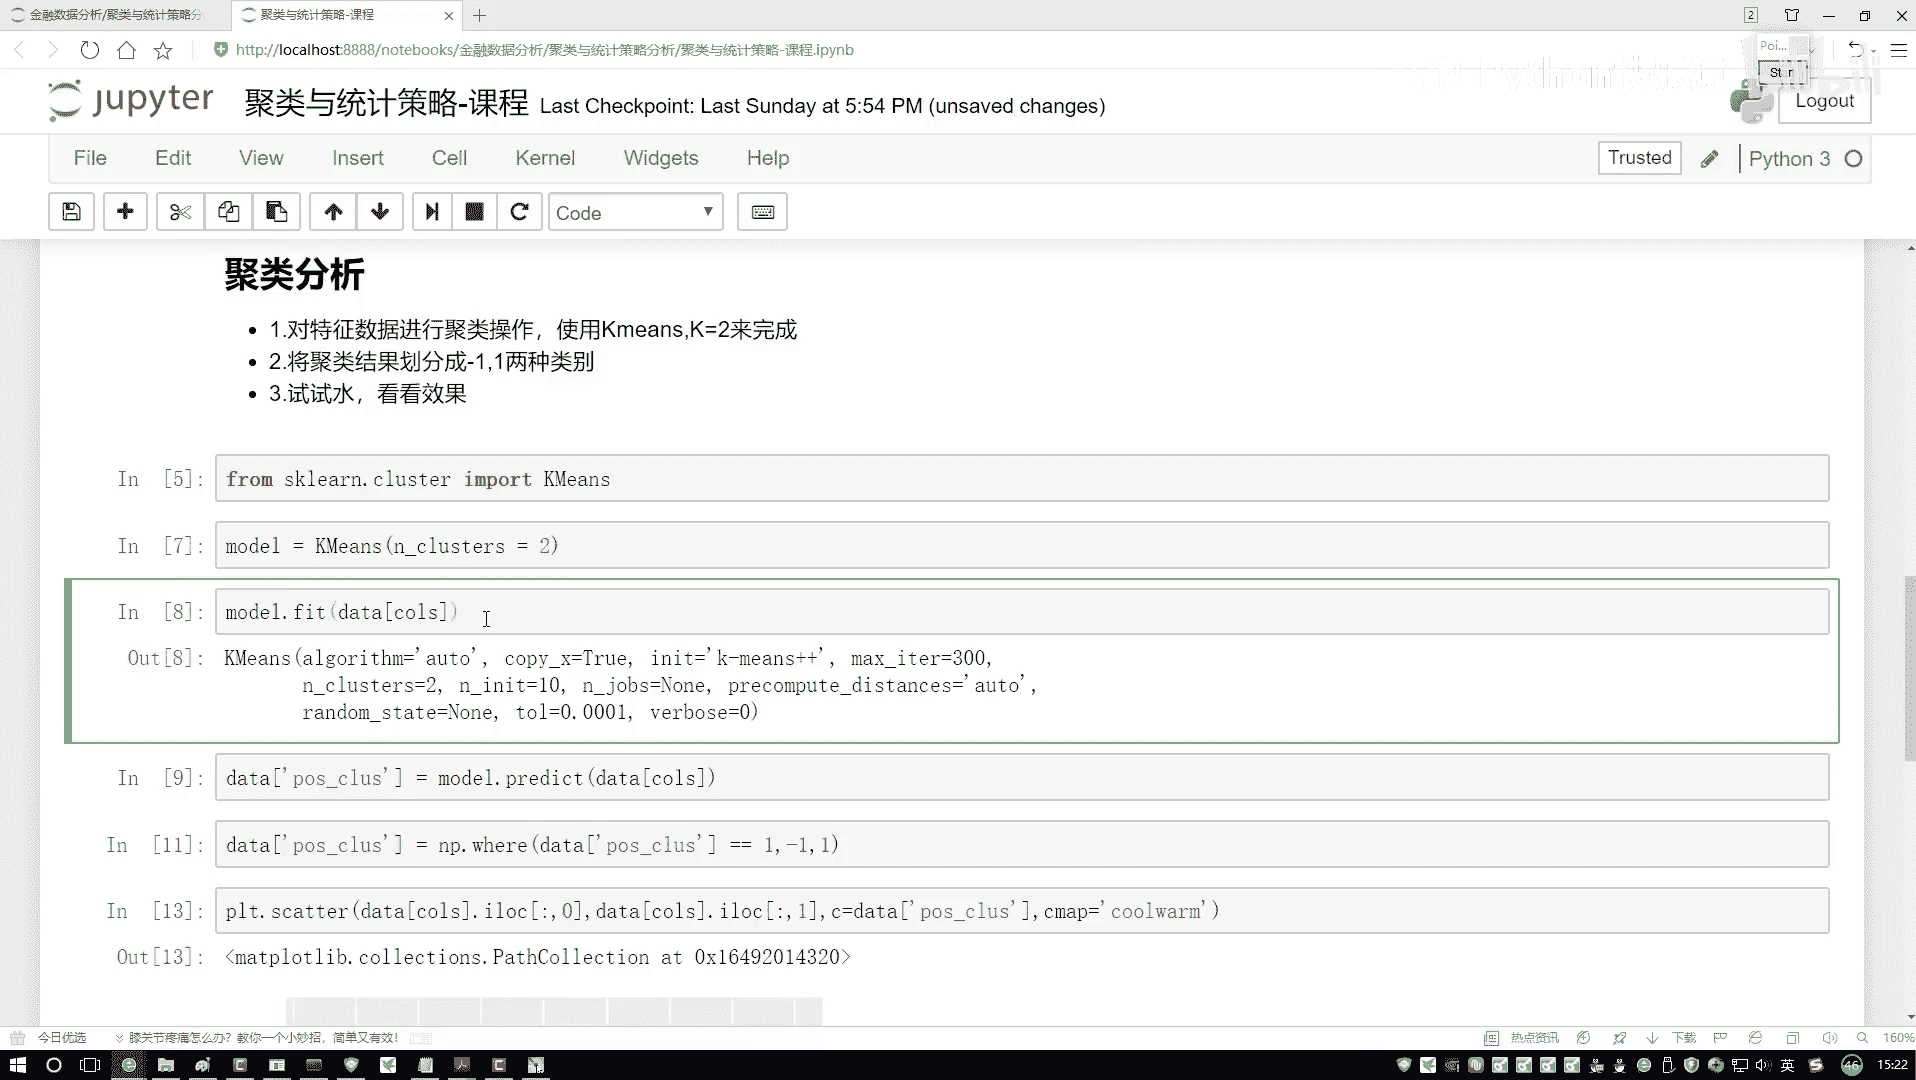 金融数据分析/聚类与统计策略分
聚类与统计策略-课程
2
http://localhost:8888/notebooks/金融数据分析/聚类与统计策略分析/聚类与统计策略-课程.ipynb
Poi...
jupyter 聚类与统计策略-课程 Last Checkpoint: Last Sunday at 5:54 PM (unsaved changes)
Logout
File Edit View Insert Cell Kernel Widgets Help
Trusted Python 3
Code
聚类分析
• 1.对特征数据进行聚类操作，使用Kmeans,K=2来完成
• 2.将聚类结果划分成-1,1两种类别
• 3.试试水，看看效果
In [5]: from sklearn.cluster import KMeans
In [7]: model = KMeans(n_clusters = 2)
In [8]: model.fit(data[cols])
Out[8]: KMeans(algorithm='auto', copy_x=True, init='k-means++', max_iter=300,
n_clusters=2, n_init=10, n_jobs=None, precompute_distances='auto',
random_state=None, tol=0.0001, verbose=0)
In [9]: data['pos_clus'] = model.predict(data[cols])
In [11]: data['pos_clus'] = np.where(data['pos_clus'] == 1,-1,1)
In [13]: plt.scatter(data[cols].iloc[:,0],data[cols].iloc[:,1],c=data['pos_clus'],cmap='coolwarm')
Out[13]: <matplotlib.collections.PathCollection at 0x16492014320>
今日优选 膝关节疼痛怎么办? 教你一个小妙招，简单又有效!
热点资讯 下载 160%
英 46 15:22